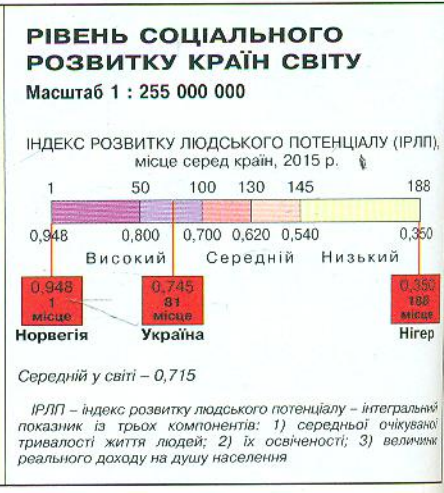 РІВЕНЬ СОЦІАЛЬНОГО
РОЗВИТКУ КРАЇН СВІТУ
Масштаб 1 : 255 000 000
ІНДЕКС РОЗВИТКУ ЛЮДСЬКОГО ПОТЕНЦІАЛУ (ІРЛП),
місце серед країн, 2015 р.
1 50 100 130 145 188
0,948 0,800 0,700 0,620 0,540 0,350
Високий Середній Низький
0,948 0,745 0,350
1 81 188
місце місце місце
Норвегія Україна Нігер
Середній у світі – 0,715
ІРЛП – індекс розвитку людського потенціалу – інтегральний
показник із трьох компонентів: 1) середньої очікуваної
тривалості життя людей; 2) їх освіченості; 3) величини
реального доходу на душу населення